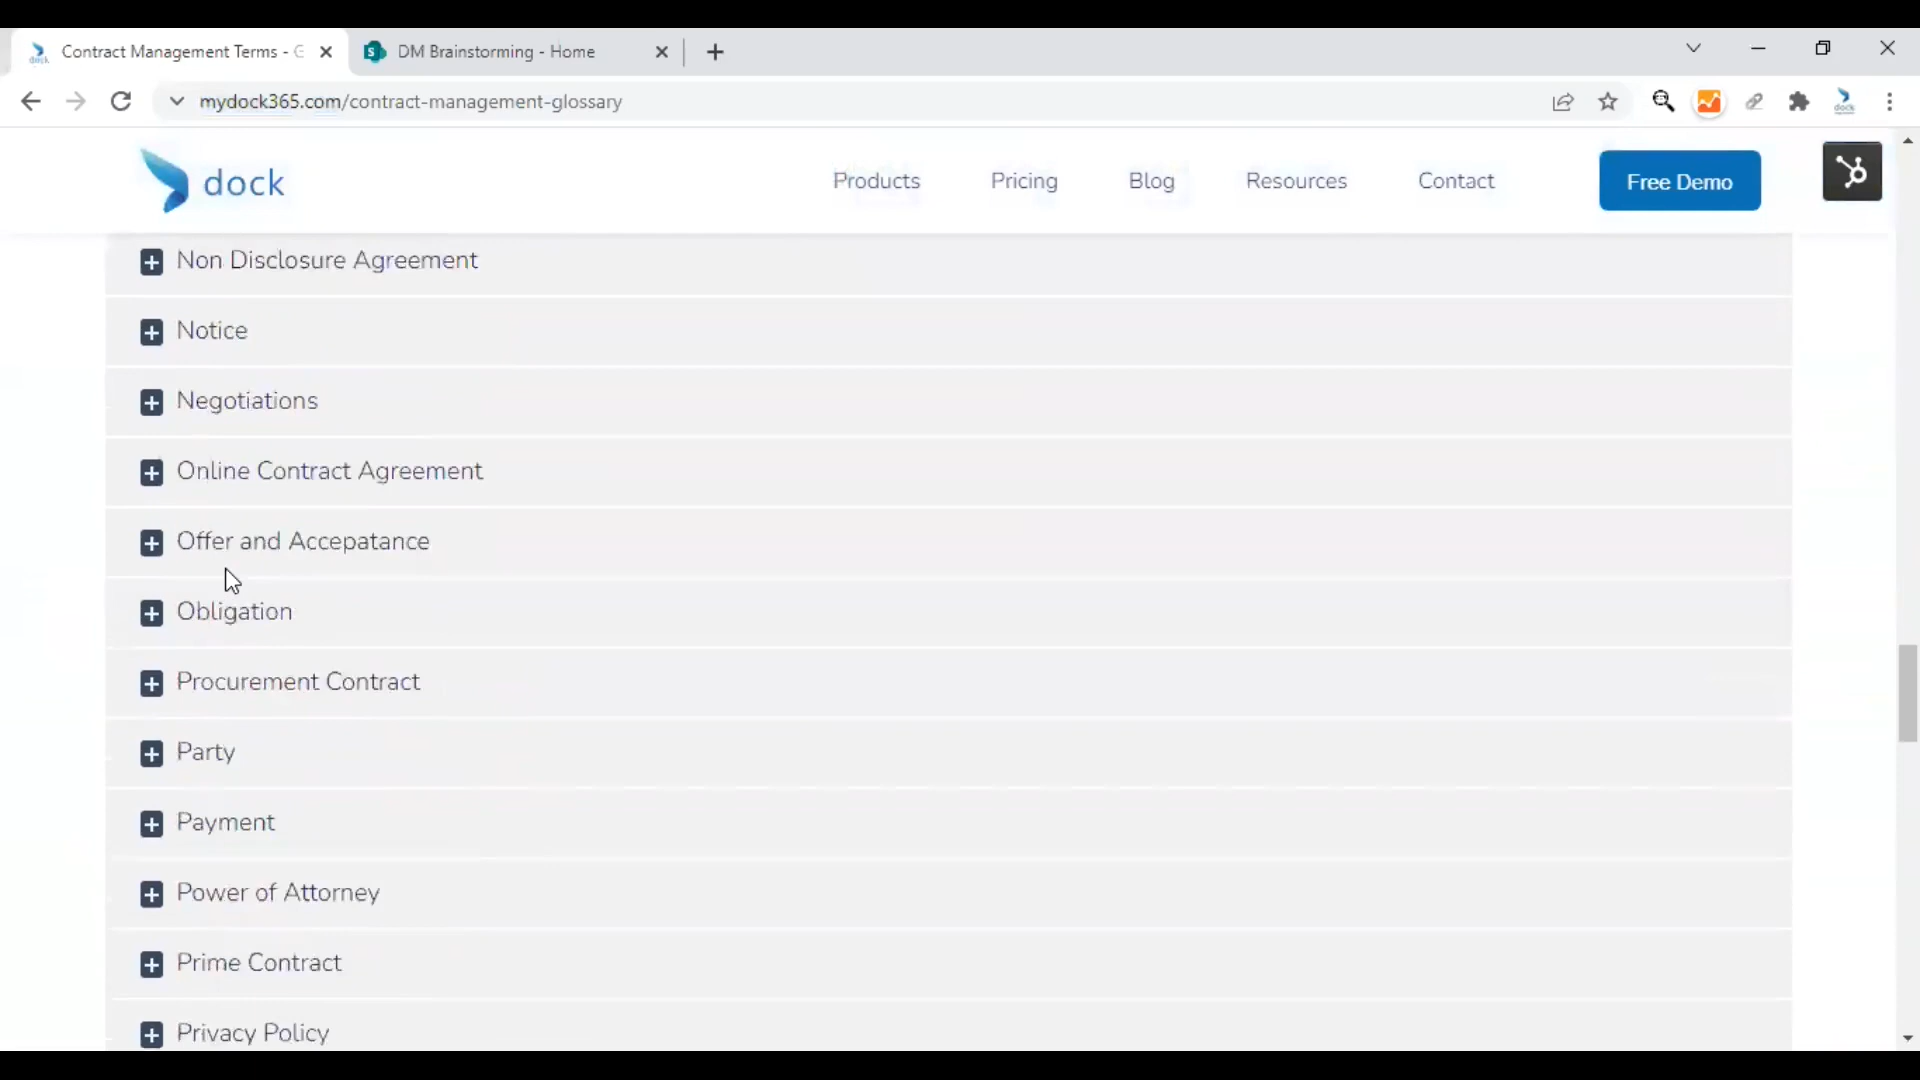 Contract Management Terms - G
DM Brainstorming - Home
mydock365.com/contract-management-glossary
dock
Products
Pricing
Blog
Resources
Contact
Free Demo
Non Disclosure Agreement
Notice
Negotiations
Online Contract Agreement
Offer and Accepatance
Obligation
Procurement Contract
Party
Payment
Power of Attorney
Prime Contract
Privacy Policy